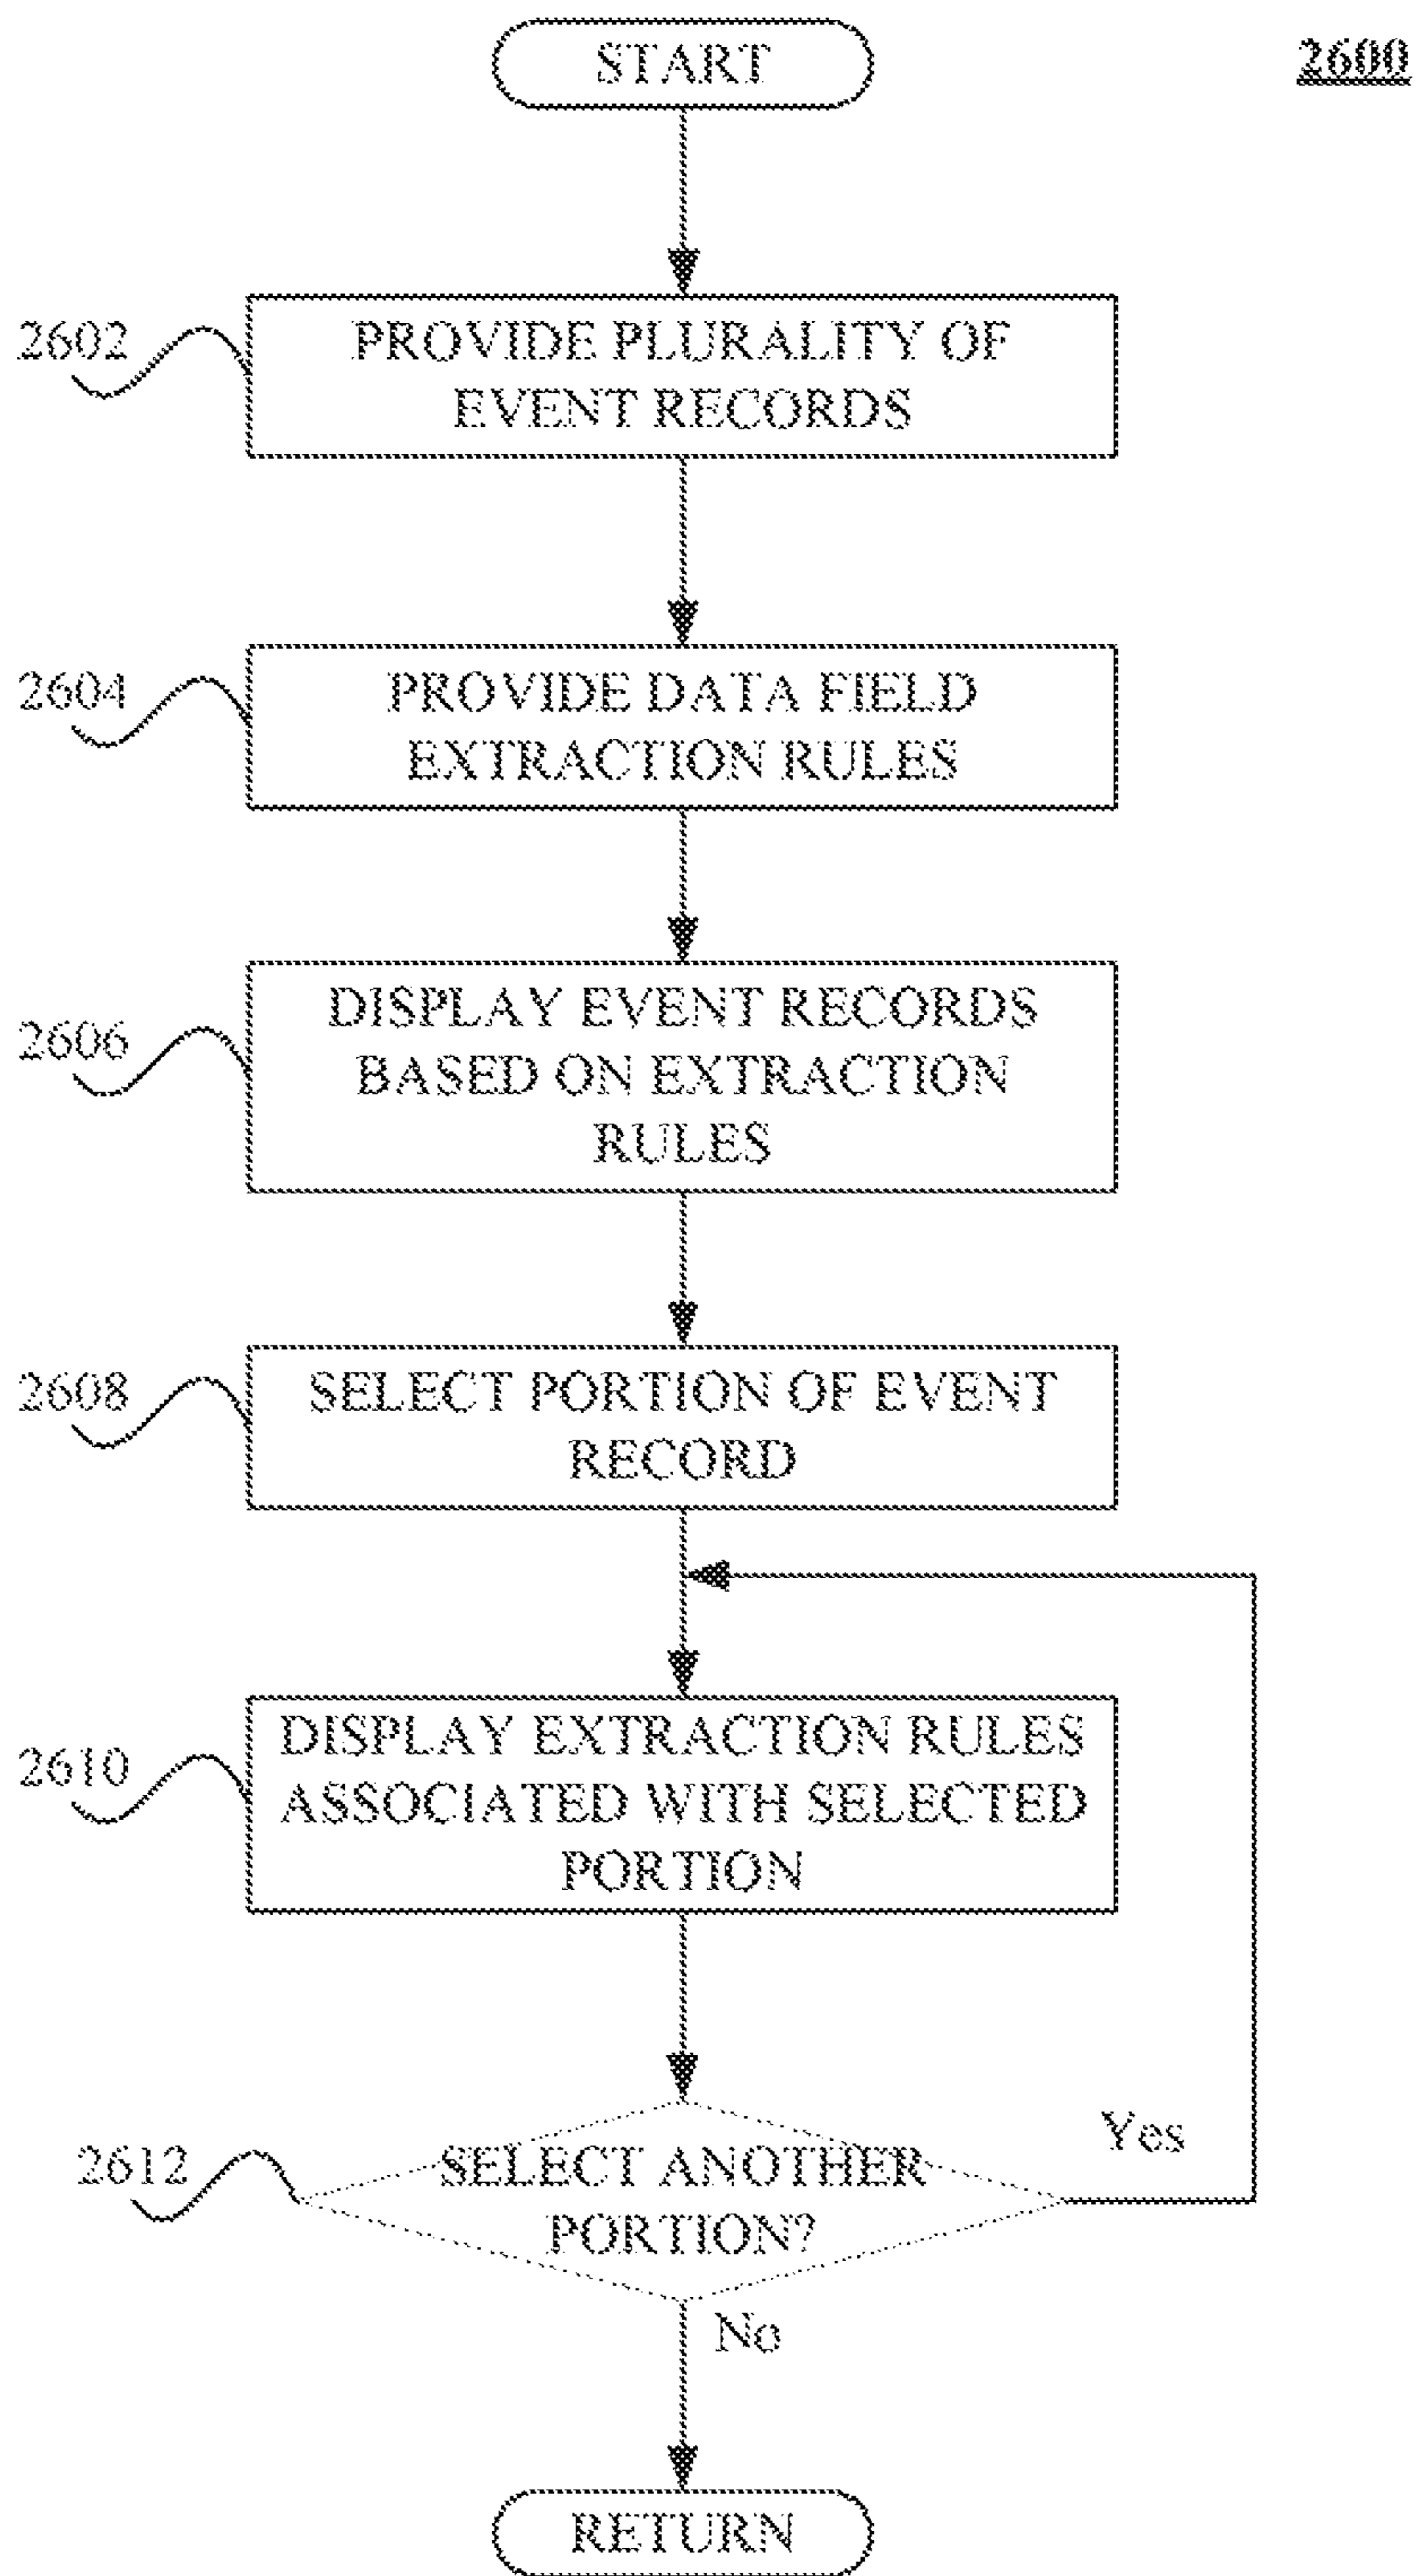 START
2600
2602
PROVIDE PLURALITY OF
EVENT RECORDS
2604
PROVIDE DATA FIELD
EXTRACTION RULES
2606
DISPLAY EVENT RECORDS
BASED ON EXTRACTION
RULES
2608
SELECT PORTION OF EVENT
RECORD
2610
DISPLAY EXTRACTION RULES
ASSOCIATED WITH SELECTED
PORTION
2612
SELECT ANOTHER
PORTION?
Yes
No
RETURN